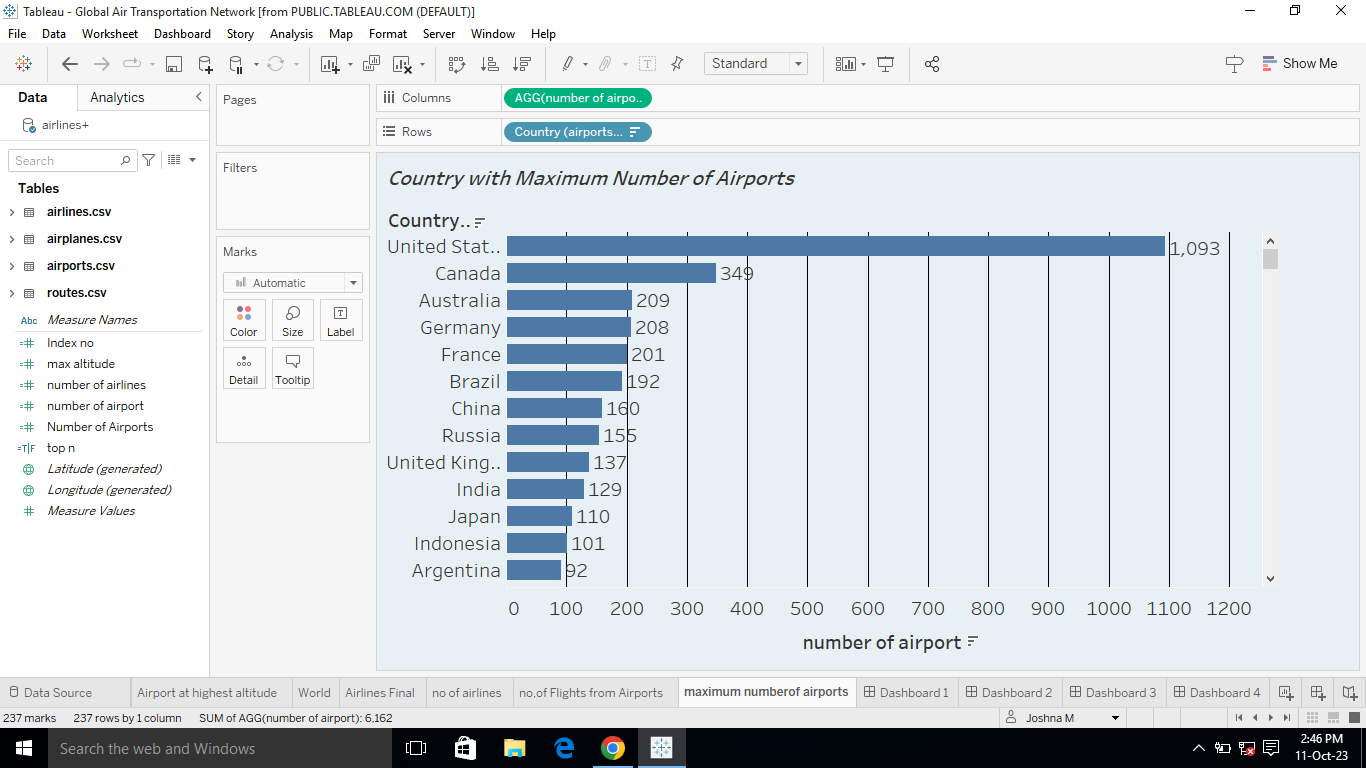 Tableau - Global Air Transportation Network [from PUBLIC.TABLEAU.COM (DEFAULT)]
File Data Worksheet Dashboard Story Analysis Map Format Server Window Help
Standard
Show Me
Data Analytics
airlines+
Search
Tables
airlines.csv
airplanes.csv
airports.csv
routes.csv
Abc Measure Names
Index no
max altitude
number of airlines
number of airport
Number of Airports
=T|F top n
Latitude (generated)
Longitude (generated)
Measure Values
Pages
Filters
Marks
Automatic
Color Size Label
Detail Tooltip
Columns AGG(number of airpo..
Rows Country (airports...
Country with Maximum Number of Airports
Country..
United Stat.. 1,093
Canada 349
Australia 209
Germany 208
France 201
Brazil 192
China 160
Russia 155
United King.. 137
India 129
Japan 110
Indonesia 101
Argentina 92
0 100 200 300 400 500 600 700 800 900 1000 1100 1200
number of airport
Data Source Airport at highest altitude World Airlines Final no of airlines no,of Flights from Airports maximum numberof airports Dashboard 1 Dashboard 2 Dashboard 3 Dashboard 4
237 marks 237 rows by 1 column SUM of AGG(number of airport): 6,162 Joshna M
Search the web and Windows
2:46 PM
11-Oct-23